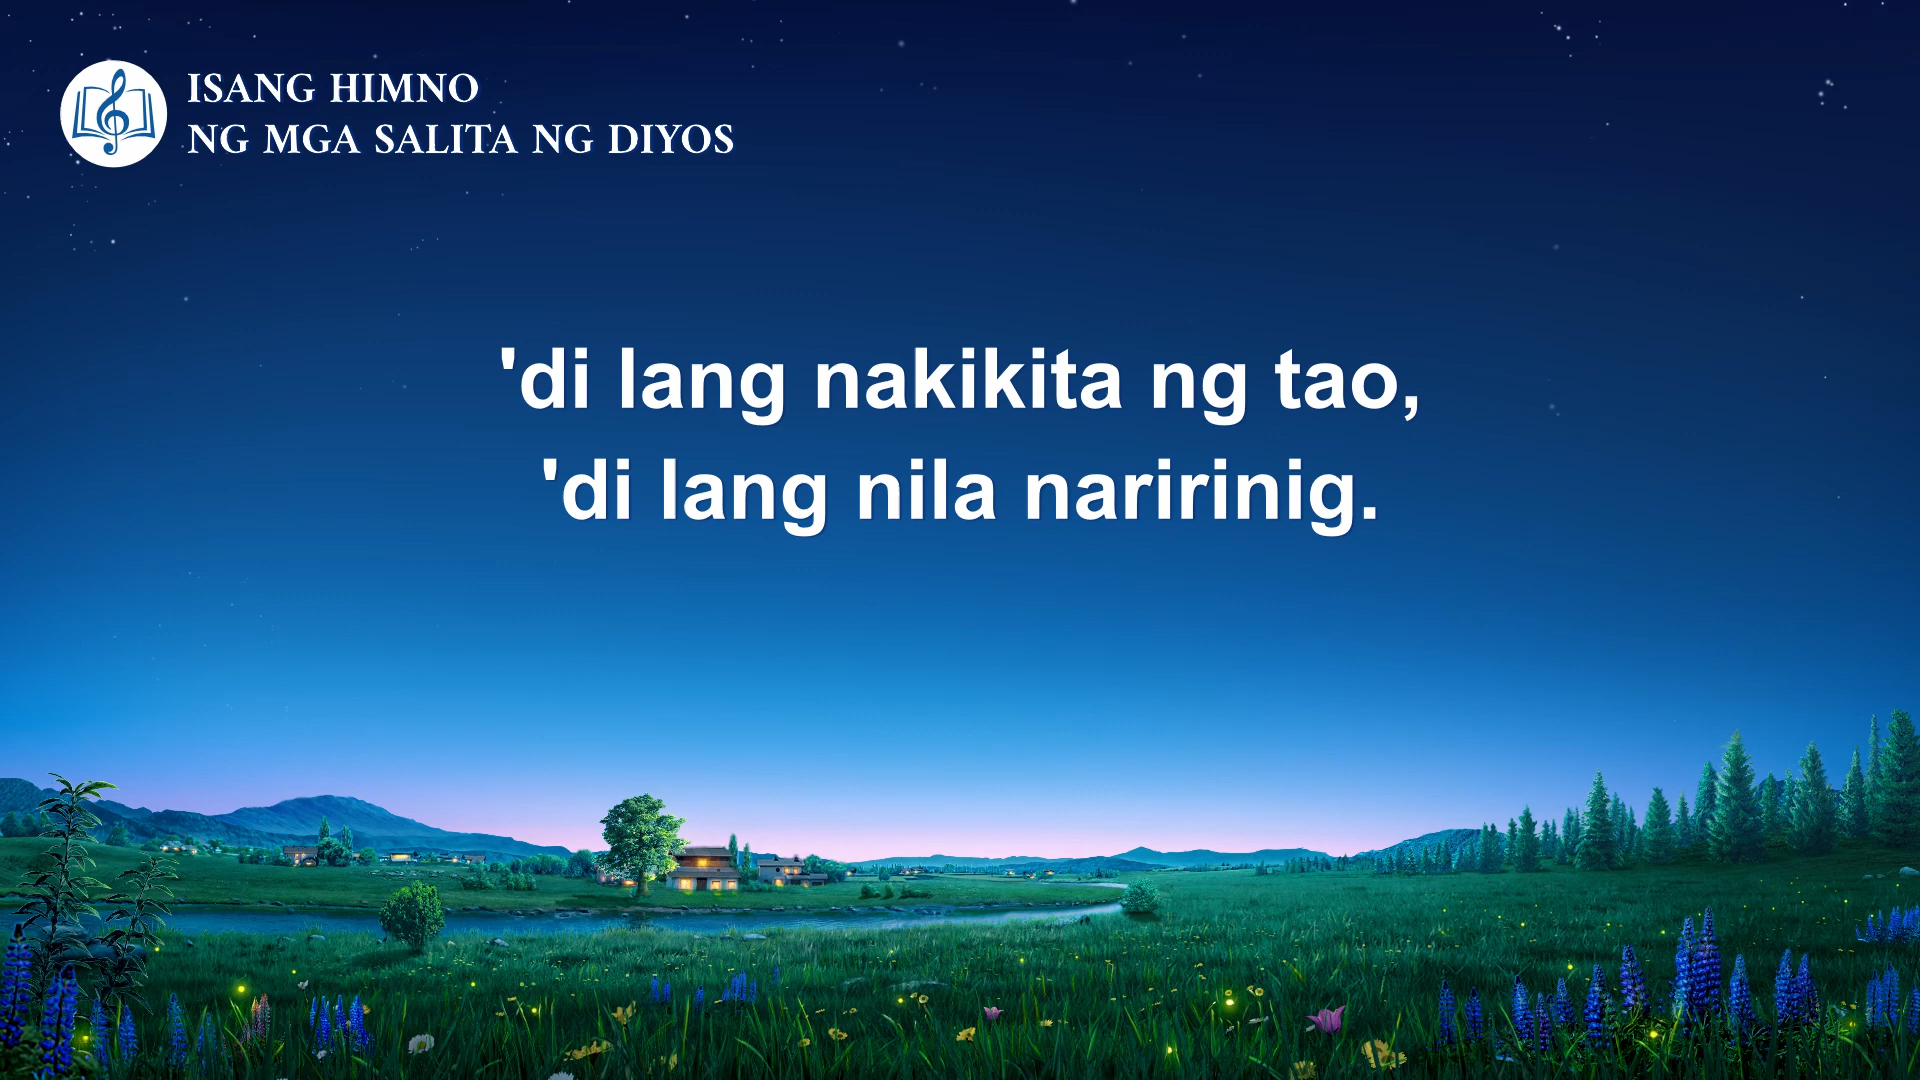 ISANG HIMNO
NG MGA SALITA NG DIYOS
'di lang nakikita ng tao,
'di lang nila naririnig.